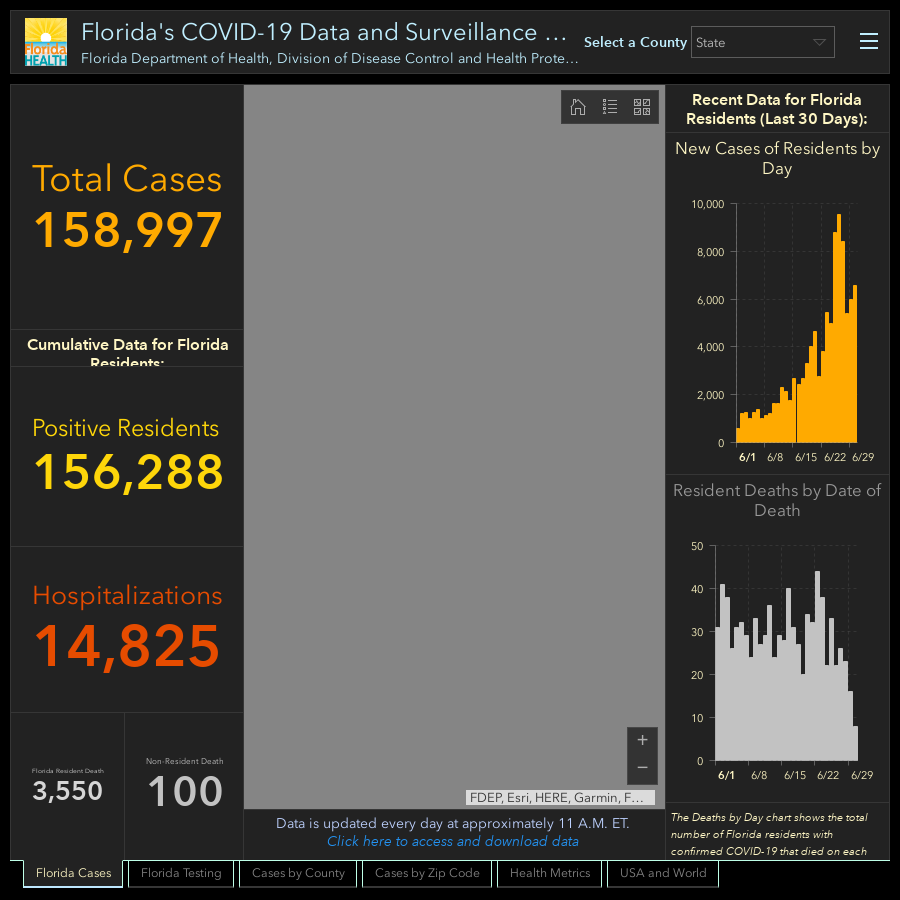 Florida
HEALTH
Florida's COVID-19 Data and Surveillance ...
Florida Department of Health, Division of Disease Control and Health Prote...
Select a County
State
Total Cases
158,997
Cumulative Data for Florida
Residents:
Positive Residents
156,288
Hospitalizations
14,825
Florida Resident Death
3,550
Non-Resident Death
100
+
−
FDEP, Esri, HERE, Garmin, F...
Data is updated every day at approximately 11 A.M. ET.
Click here to access and download data
Recent Data for Florida
Residents (Last 30 Days):
New Cases of Residents by
Day
10,000
8,000
6,000
4,000
2,000
0
6/1 6/8 6/15 6/22 6/29
Resident Deaths by Date of
Death
50
40
30
20
10
0
6/1 6/8 6/15 6/22 6/29
The Deaths by Day chart shows the total
number of Florida residents with
confirmed COVID-19 that died on each
Florida Cases
Florida Testing
Cases by County
Cases by Zip Code
Health Metrics
USA and World